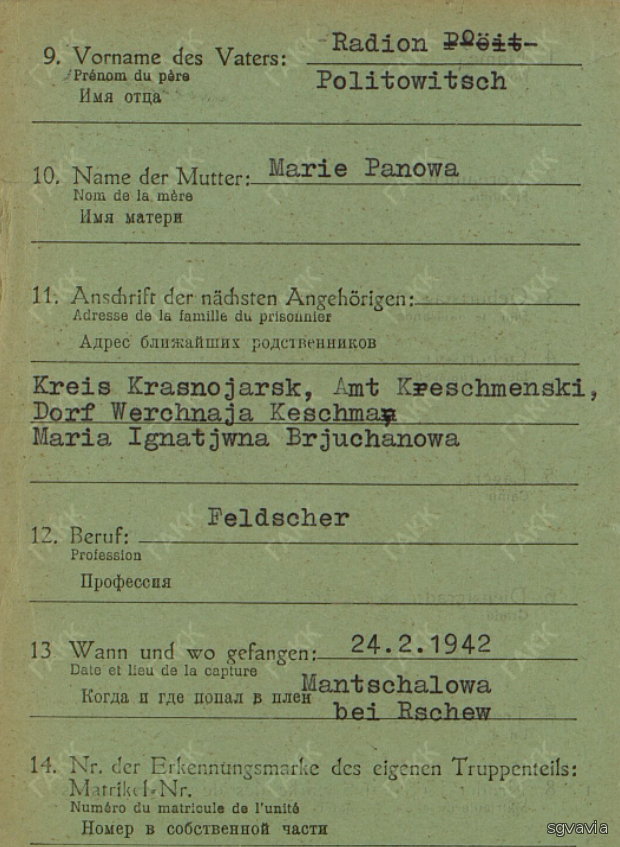 9. Vorname des Vaters: Radion
Prénom du père Politowitsch
Имя отца
10. Name der Mutter: Marie Panowa
Nom de la mère
Имя матери
11. Anschrift der nächsten Angehörigen:
Adresse de la famille du prisonnier
Адрес ближайших родственников
Kreis Krasnojarsk, Amt Kreschmenski,
Dorf Werchnaja Keschma
Maria Ignatjwna Brjuchanowa
12. Beruf: Feldscher
Profession
Профессия
13 Wann und wo gefangen: 24.2.1942
Date et lieu de la capture Mantschalowa
Когда и где попал в плен bei Rschew
14. Nr. der Erkennungsmarke des eigenen Truppenteils:
Matrikel-Nr.
Numéro du matricule de l'unité
Номер в собственной части
sgvavia